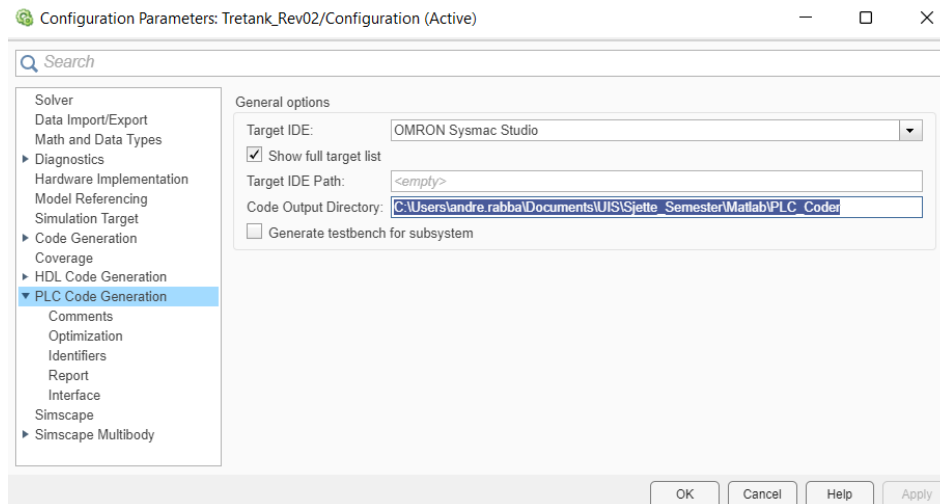 Configuration Parameters: Tretank_Rev02/Configuration (Active)
Search
Solver
Data Import/Export
Math and Data Types
Diagnostics
Hardware Implementation
Model Referencing
Simulation Target
Code Generation
Coverage
HDL Code Generation
PLC Code Generation
Comments
Optimization
Identifiers
Report
Interface
Simscape
Simscape Multibody
General options
Target IDE: OMRON Sysmac Studio
Show full target list
Target IDE Path: <empty>
Code Output Directory: C:\Users\andre.rabba\Documents\UIS\Sjette_Semester\Matlab\PLC_Coder
Generate testbench for subsystem
OK Cancel Help Apply